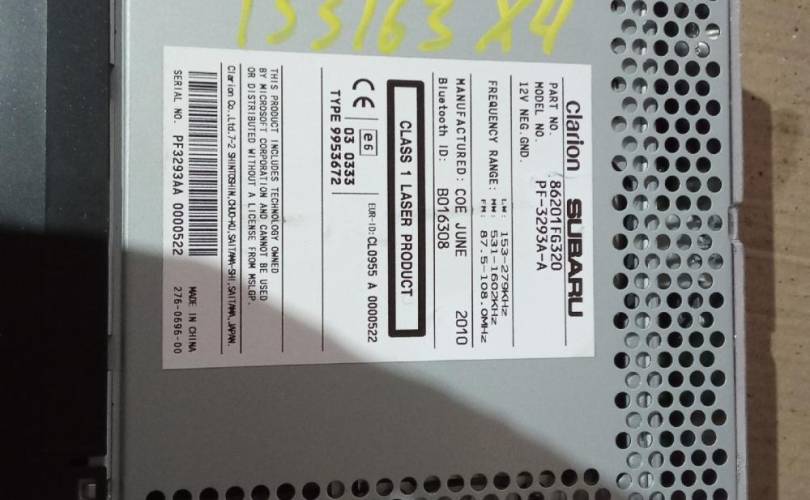 153163 X4
Clarion SUBARU
PART NO. 86201FG320
MODEL NO. PF-3293A-A
12V NEG.GND.
FREQUENCY RANGE: LW: 153-279KHz
MW: 531-1602KHz
FM: 87.5-108.0MHz
MANUFACTURED: COE JUNE 2010
Bluetooth ID: B016308
CLASS 1 LASER PRODUCT
CE e6 03 0333
TYPE 9953672
EUR-ID: CL0955 A 0000522
THIS PRODUCT INCLUDES TECHNOLOGY OWNED
BY MICROSOFT CORPORATION AND CANNOT BE USED
OR DISTRIBUTED WITHOUT A LICENSE FROM MSLGP.
Clarion Co.,Ltd.7-2 SHINTOSHIN,CHUO-KU,SAITAMA-SHI,SAITAMA,JAPAN.
SERIAL NO. PF3293AA 0000522
MADE IN CHINA
276-0696-00